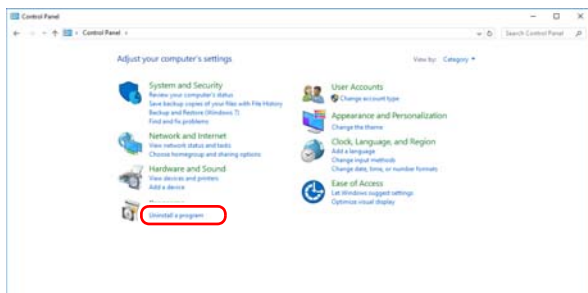 Control Panel
Control Panel
Search Control Panel
Adjust your computer's settings
View by: Category
System and Security
Review your computer's status
Save backup copies of your files with File History
Backup and Restore (Windows 7)
Find and fix problems
Network and Internet
View network status and tasks
Choose homegroup and sharing options
Hardware and Sound
View devices and printers
Add a device
Uninstall a program
User Accounts
Change account type
Appearance and Personalization
Change the theme
Clock, Language, and Region
Add a language
Change input methods
Change date, time, or number formats
Ease of Access
Let Windows suggest settings
Optimize visual display